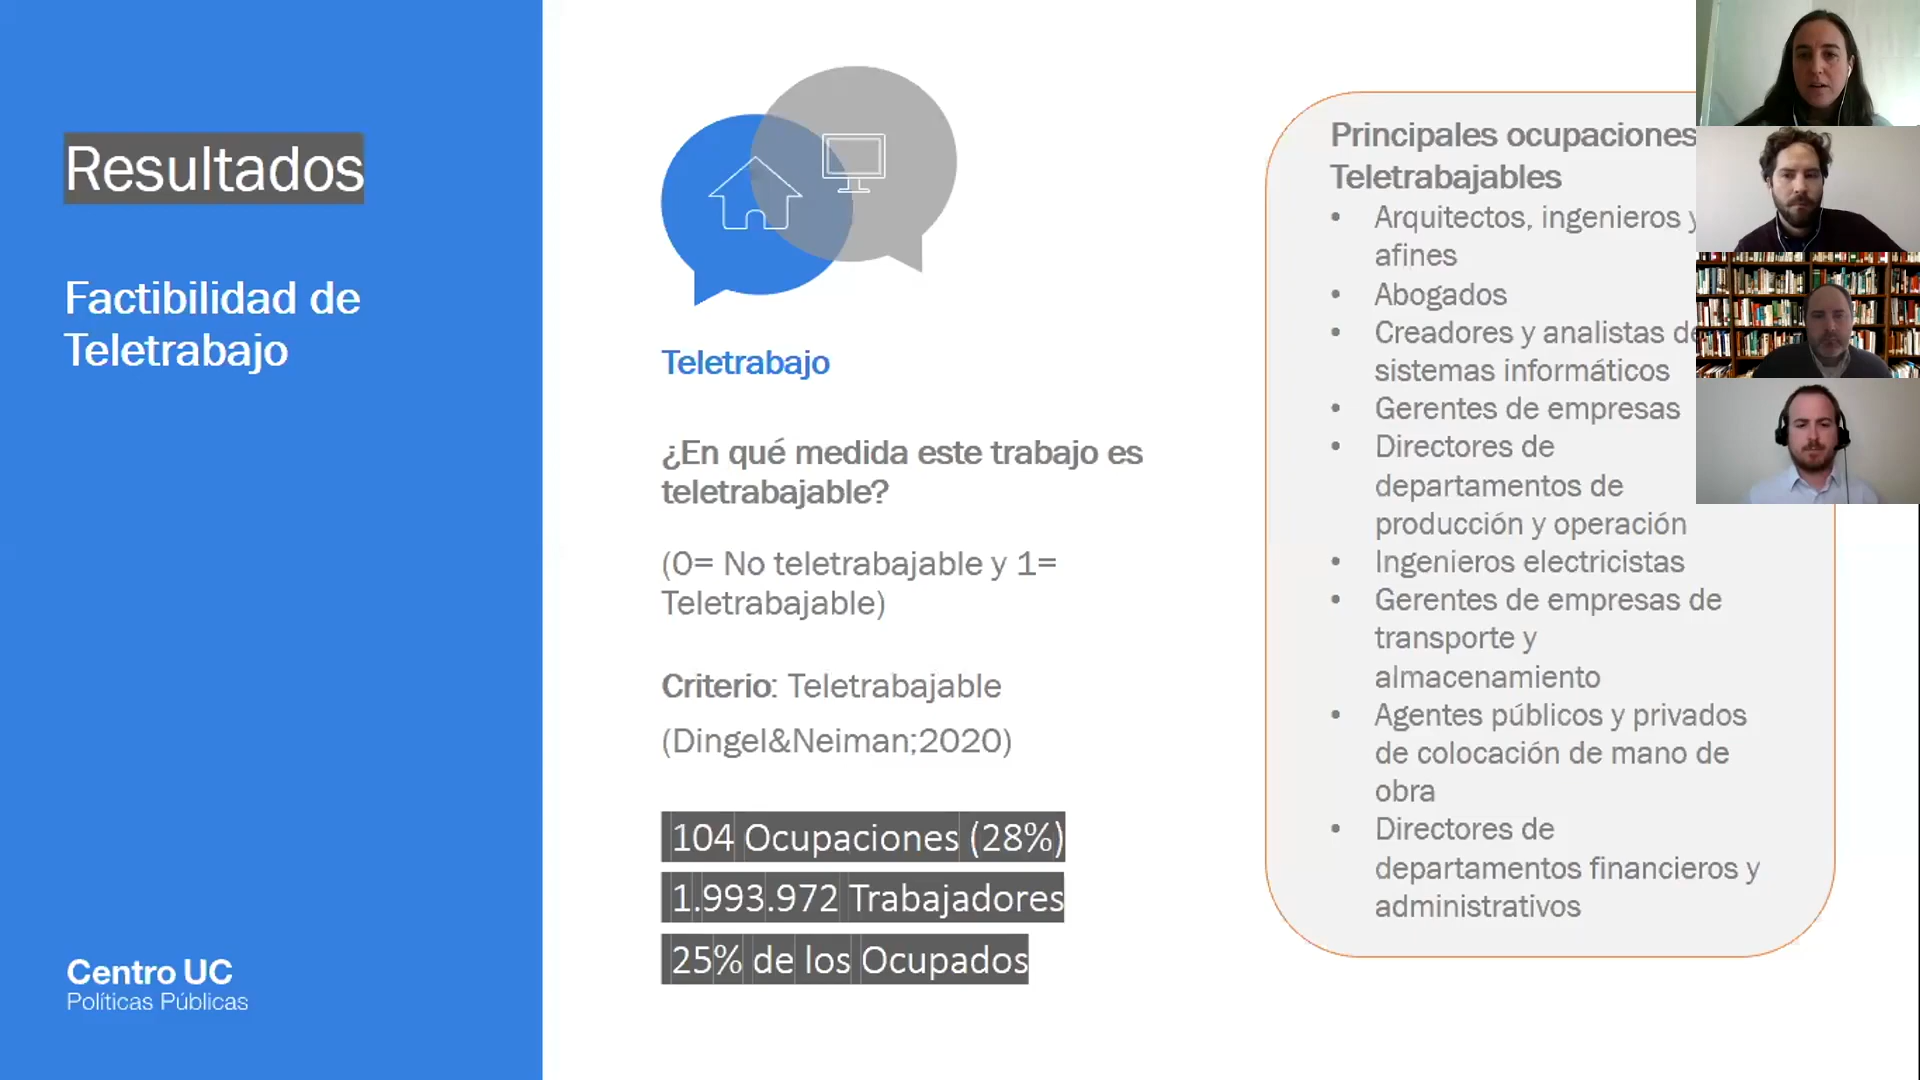 Resultados
Factibilidad de
Teletrabajo
Centro UC
Políticas Públicas
Teletrabajo
¿En qué medida este trabajo es
teletrabajable?
(0= No teletrabajable y 1=
Teletrabajable)
Criterio: Teletrabajable
(Dingel&Neiman;2020)
104 Ocupaciones (28%)
1.993.972 Trabajadores
25% de los Ocupados
Principales ocupaciones
Teletrabajables
• Arquitectos, ingenieros y
afines
• Abogados
• Creadores y analistas de
sistemas informáticos
• Gerentes de empresas
• Directores de
departamentos de
producción y operación
• Ingenieros electricistas
• Gerentes de empresas de
transporte y
almacenamiento
• Agentes públicos y privados
de colocación de mano de
obra
• Directores de
departamentos financieros y
administrativos